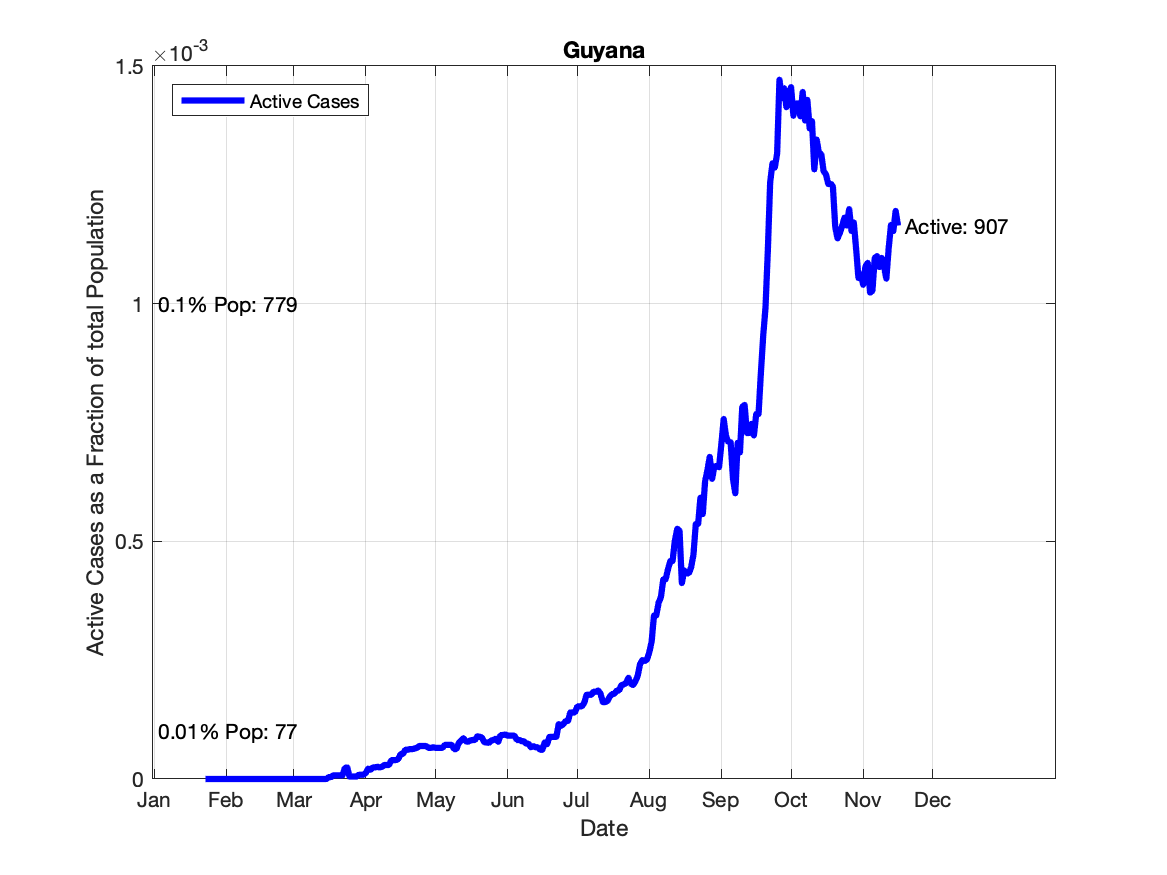 Guyana
×10-3
1.5
1
0.5
0
Active Cases
Active Cases as a Fraction of total Population
0.1% Pop: 779
0.01% Pop: 77
Active: 907
Jan Feb Mar Apr May Jun Jul Aug Sep Oct Nov Dec
Date